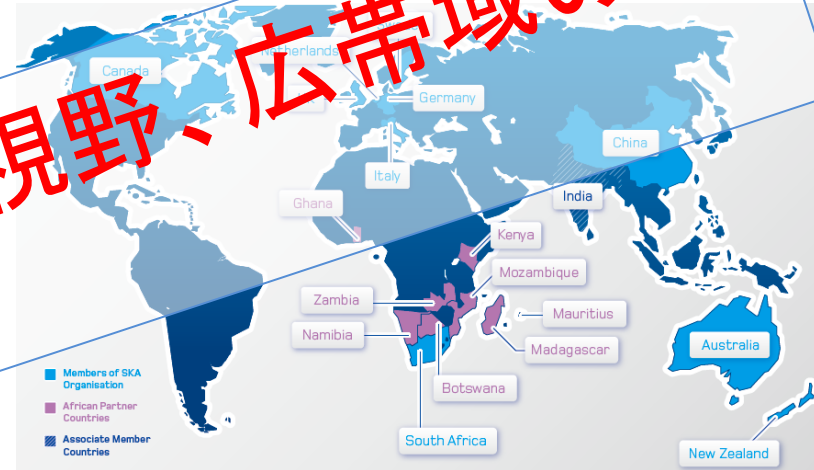 視野、広帯域
Netherlands
Canada
Germany
China
Italy
India
Ghana
Kenya
Mozambique
Zambia
Mauritius
Namibia
Madagascar
Australia
Botswana
South Africa
New Zealand
Members of SKA
Organisation
African Partner
Countries
Associate Member
Countries